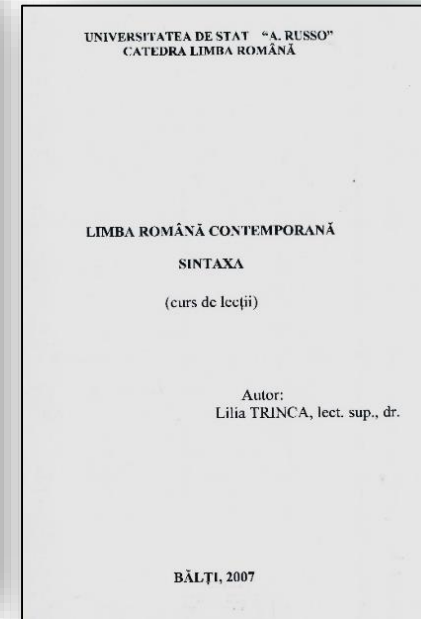 UNIVERSITATEA DE STAT “A. RUSSO”
CATEDRA LIMBA ROMÂNĂ
LIMBA ROMÂNĂ CONTEMPORANĂ
SINTAXA
(curs de lecţii)
Autor:
Lilia TRINCA, lect. sup., dr.
BĂLŢI, 2007